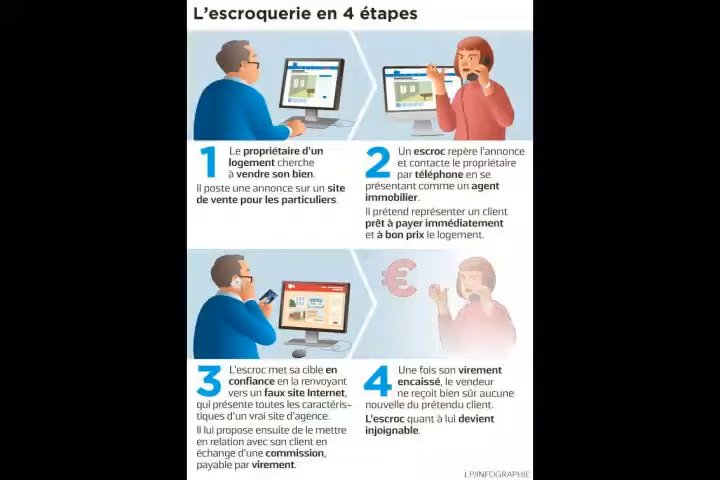 L'escroquerie en 4 étapes
1
Le propriétaire d'un
logement cherche
à vendre son bien.
Il poste une annonce sur un site
de vente pour les particuliers.
2
Un escroc repère l'annonce
et contacte le propriétaire
par téléphone en se
présentant comme un agent
immobilier.
Il prétend représenter un client
prêt à payer immédiatement
et à bon prix le logement.
€
3
L'escroc met sa cible en
confiance en la renvoyant
vers un faux site Internet,
qui présente toutes les caractéris-
tiques d'un vrai site d'agence.
Il lui propose ensuite de le mettre
en relation avec son client en
échange d'une commission,
payable par virement.
4
Une fois son virement
encaissé, le vendeur
ne reçoit bien sûr aucune
nouvelle du prétendu client.
L'escroc quant à lui devient
injoignable.
LP/INFOGRAPHIE